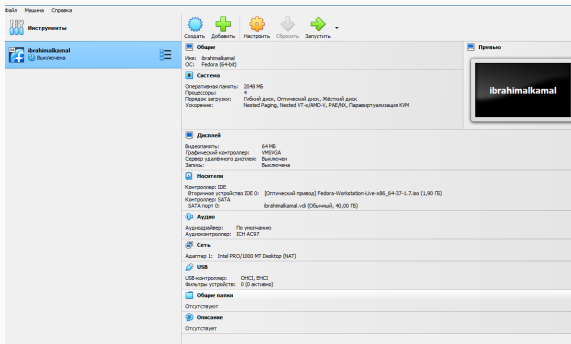 Файл Машина Справка
Инструменты
Создать Добавить Настроить Сбросить Запустить
ibrahimalkamal
Выключена
Общие
Имя: ibrahimalkamal
ОС: Fedora (64-bit)
Превью
ibrahimalkamal
Система
Оперативная память: 2048 МБ
Процессоры: 4
Порядок загрузки: Гибкий диск, Оптический диск, Жёсткий диск
Ускорение: Nested Paging, Nested VT-x/AMD-V, PAE/NX, Паравиртуализация KVM
Дисплей
Видеопамять: 64 МБ
Графический контроллер: VMSVGA
Сервер удалённого дисплея: Выключен
Запись: Выключена
Носители
Контроллер: IDE
Вторичное устройство IDE 0: [Оптический привод] Fedora-Workstation-Live-x86_64-37-1.7.iso (1,90 ГБ)
Контроллер: SATA
SATA порт 0: ibrahimalkamal.vdi (Обычный, 40,00 ГБ)
Аудио
Аудиодрайвер: По умолчанию
Аудиоконтроллер: ICH AC97
Сеть
Адаптер 1: Intel PRO/1000 MT Desktop (NAT)
USB
USB-контроллер: OHCI, EHCI
Фильтры устройств: 0 (0 активно)
Общие папки
Отсутствуют
Описание
Отсутствует